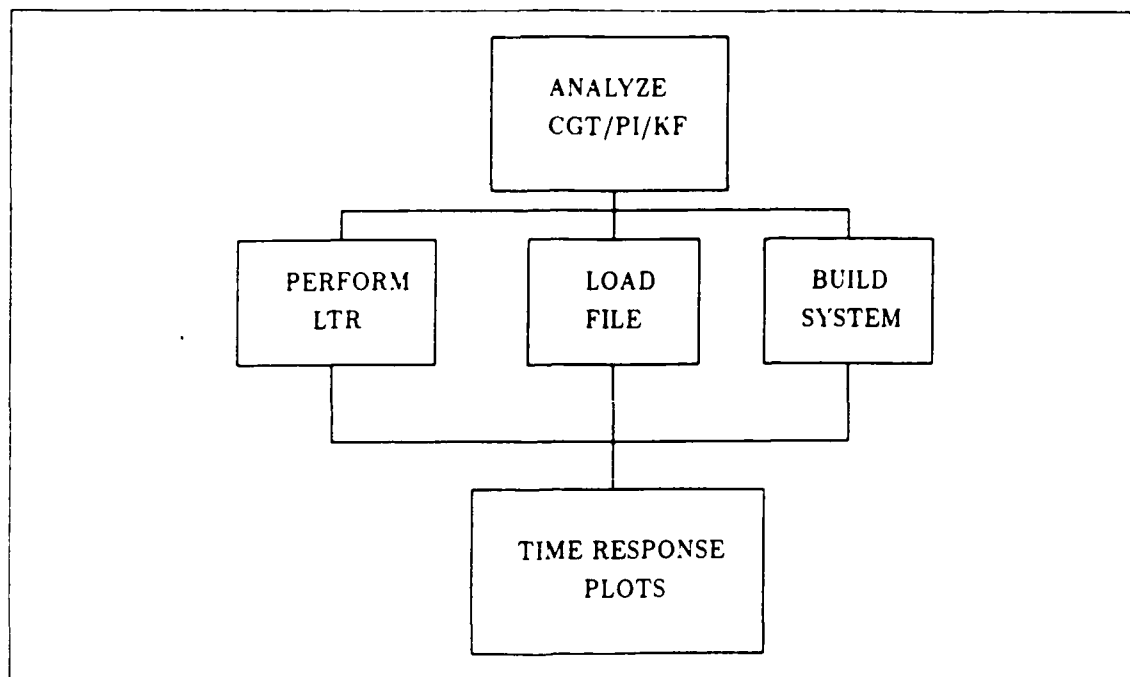 ANALYZE
CGT/PI/KF
PERFORM
LTR
LOAD
FILE
BUILD
SYSTEM
TIME RESPONSE
PLOTS